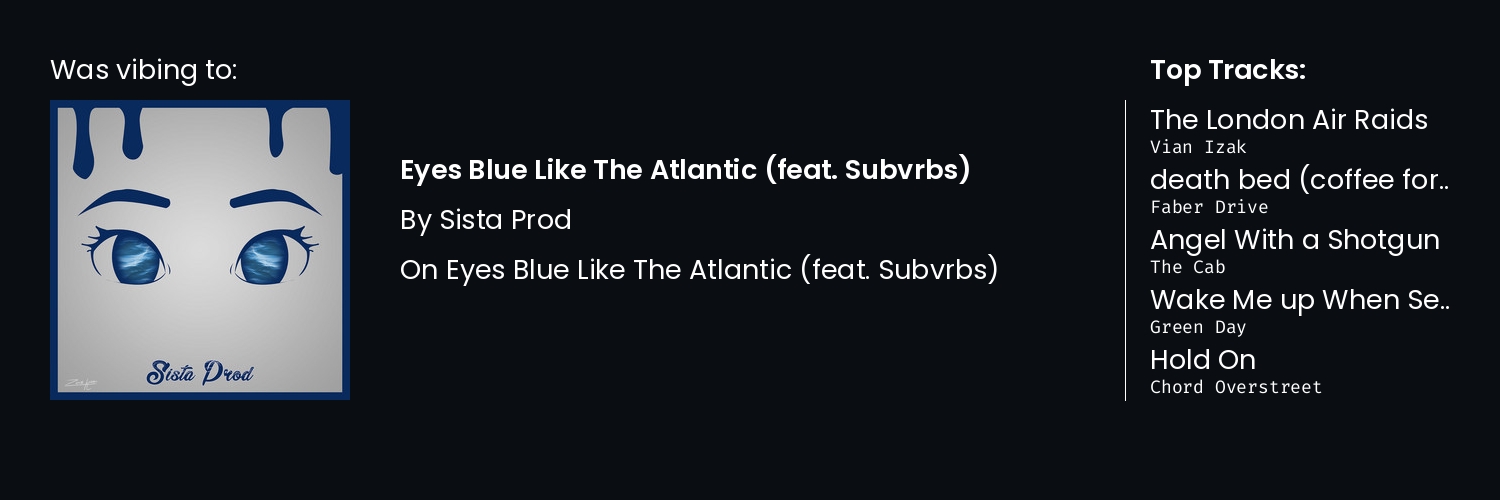 Was vibing to:
Sista Prod
Eyes Blue Like The Atlantic (feat. Subvrbs)
By Sista Prod
On Eyes Blue Like The Atlantic (feat. Subvrbs)
Top Tracks:
The London Air Raids
Vian Izak
death bed (coffee for..
Faber Drive
Angel With a Shotgun
The Cab
Wake Me up When Se..
Green Day
Hold On
Chord Overstreet